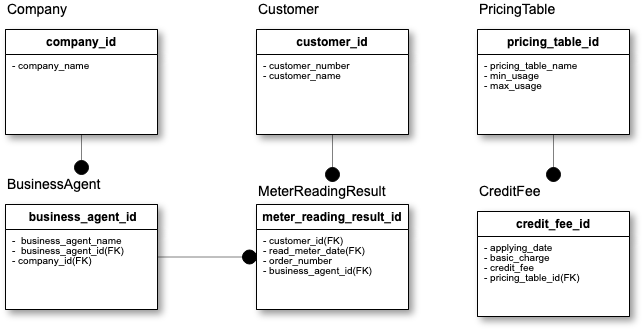 Company
company_id
- company_name
Customer
customer_id
- customer_number
- customer_name
PricingTable
pricing_table_id
- pricing_table_name
- min_usage
- max_usage
BusinessAgent
business_agent_id
- business_agent_name
- business_agent_id(FK)
- company_id(FK)
MeterReadingResult
meter_reading_result_id
- customer_id(FK)
- read_meter_date(FK)
- order_number
- business_agent_id(FK)
CreditFee
credit_fee_id
- applying_date
- basic_charge
- credit_fee
- pricing_table_id(FK)